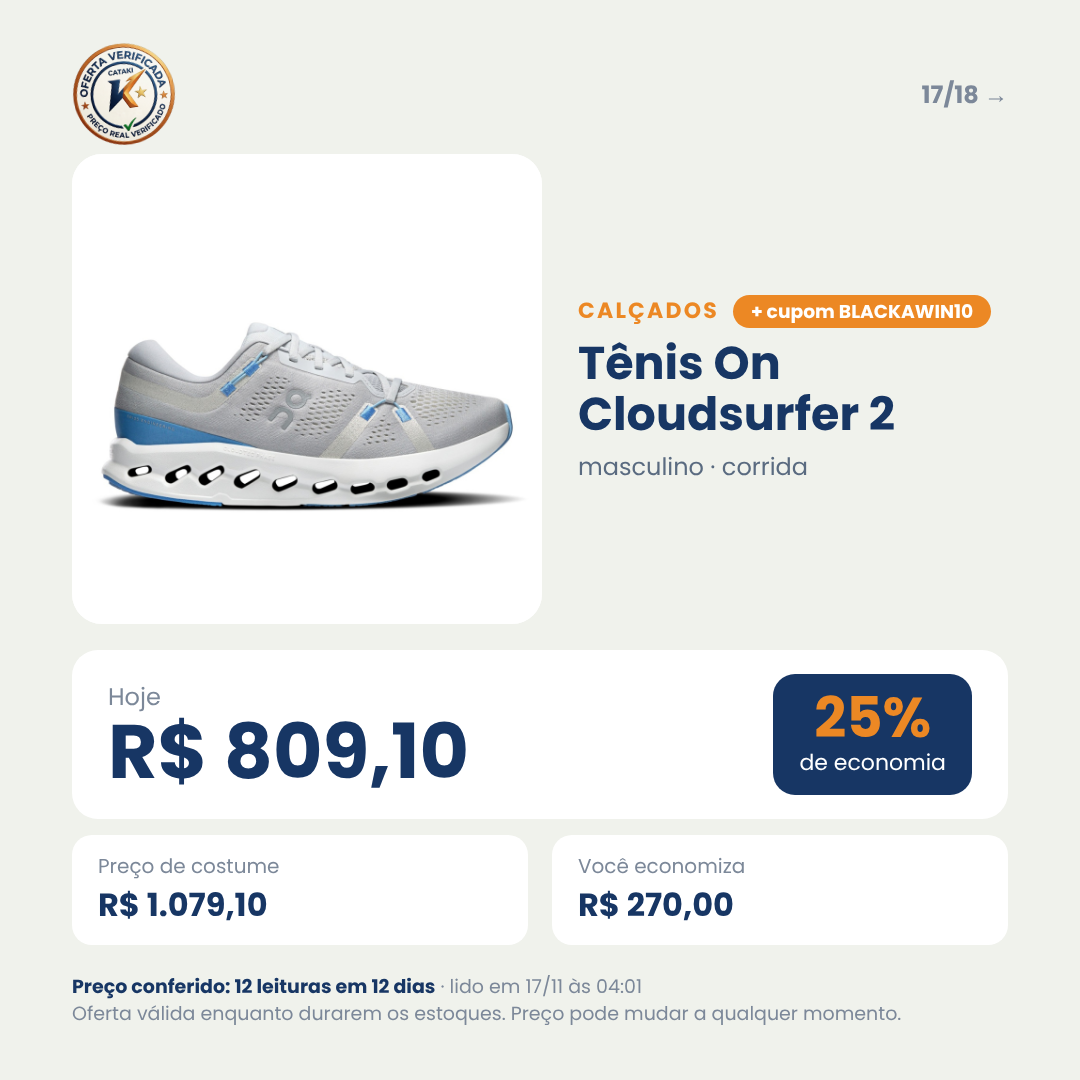 OFERTA VERIFICADA
CATAKI
K
PREÇO REAL VERIFICADO
17/18 →
CALÇADOS
+ cupom BLACKAWIN10
Tênis On
Cloudsurfer 2
masculino · corrida
Hoje
R$ 809,10
25%
de economia
Preço de costume
R$ 1.079,10
Você economiza
R$ 270,00
Preço conferido: 12 leituras em 12 dias · lido em 17/11 às 04:01
Oferta válida enquanto durarem os estoques. Preço pode mudar a qualquer momento.